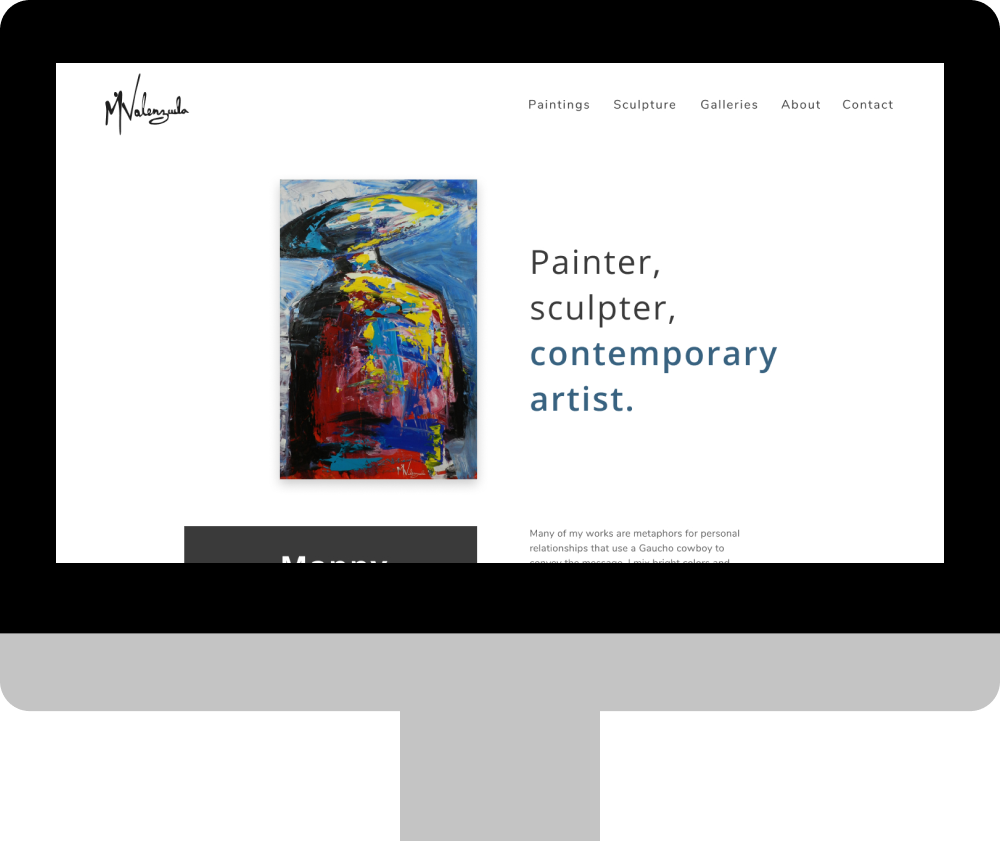 MValenzuela
Paintings Sculpture Galleries About Contact
Painter,
sculpter,
contemporary
artist.
Many of my works are metaphors for personal
relationships that use a Gaucho cowboy to
convey the message. I mix bright colors and
Manny